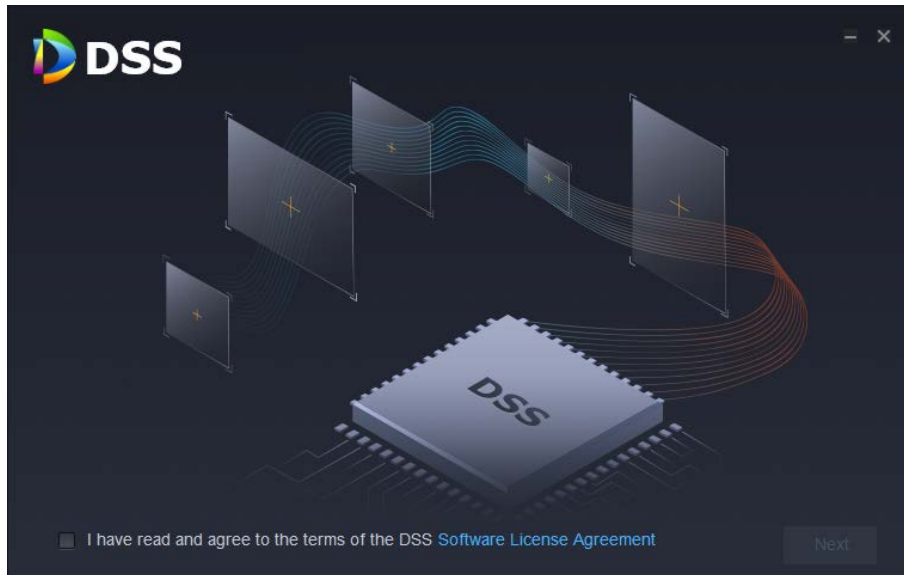 DSS
DSS
I have read and agree to the terms of the DSS Software License Agreement
Next